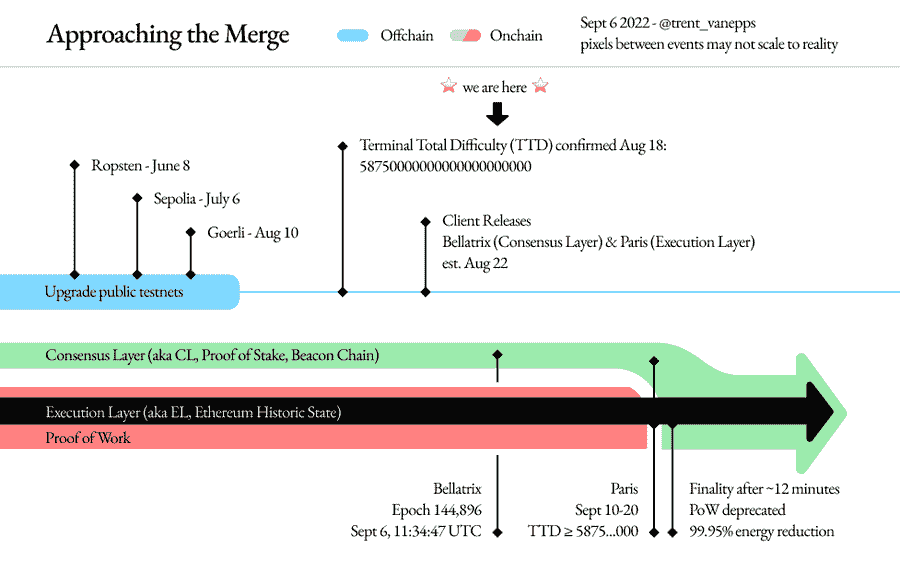 Approaching the Merge
Offchain
Onchain
Sept 6 2022 - @trent_vanepps
pixels between events may not scale to reality
we are here
Terminal Total Difficulty (TTD) confirmed Aug 18:
58750000000000000000000
Ropsten - June 8
Sepolia - July 6
Goerli - Aug 10
Client Releases
Bellatrix (Consensus Layer) & Paris (Execution Layer)
est. Aug 22
Upgrade public testnets
Consensus Layer (aka CL, Proof of Stake, Beacon Chain)
Execution Layer (aka EL, Ethereum Historic State)
Proof of Work
Bellatrix
Epoch 144,896
Sept 6, 11:34:47 UTC
Paris
Sept 10-20
TTD ≥ 5875...000
Finality after ~12 minutes
PoW deprecated
99.95% energy reduction